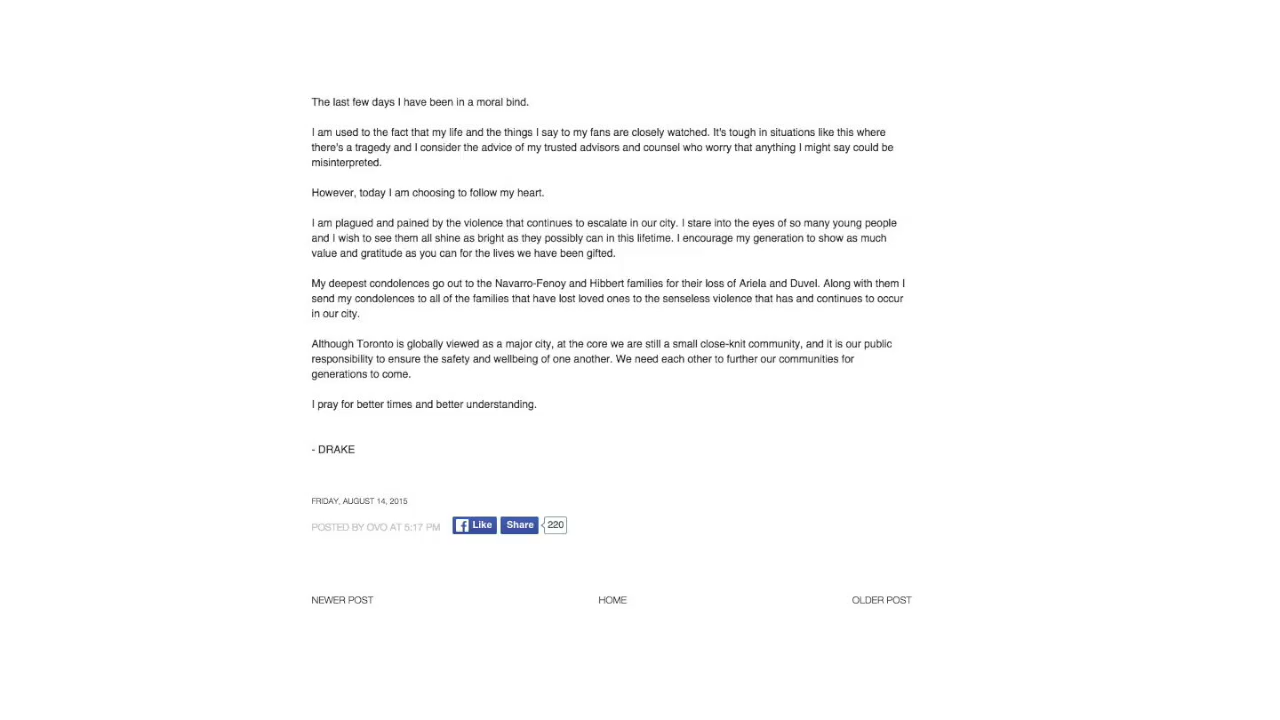 The last few days I have been in a moral bind.
I am used to the fact that my life and the things I say to my fans are closely watched. It's tough in situations like this where
there's a tragedy and I consider the advice of my trusted advisors and counsel who worry that anything I might say could be
misinterpreted.
However, today I am choosing to follow my heart.
I am plagued and pained by the violence that continues to escalate in our city. I stare into the eyes of so many young people
and I wish to see them all shine as bright as they possibly can in this lifetime. I encourage my generation to show as much
value and gratitude as you can for the lives we have been gifted.
My deepest condolences go out to the Navarro-Fenoy and Hibbert families for their loss of Ariela and Duvel. Along with them I
send my condolences to all of the families that have lost loved ones to the senseless violence that has and continues to occur
in our city.
Although Toronto is globally viewed as a major city, at the core we are still a small close-knit community, and it is our public
responsibility to ensure the safety and wellbeing of one another. We need each other to further our communities for
generations to come.
I pray for better times and better understanding.
- DRAKE
FRIDAY, AUGUST 14, 2015
POSTED BY OVO AT 5:17 PM f Like Share 220
NEWER POST HOME OLDER POST